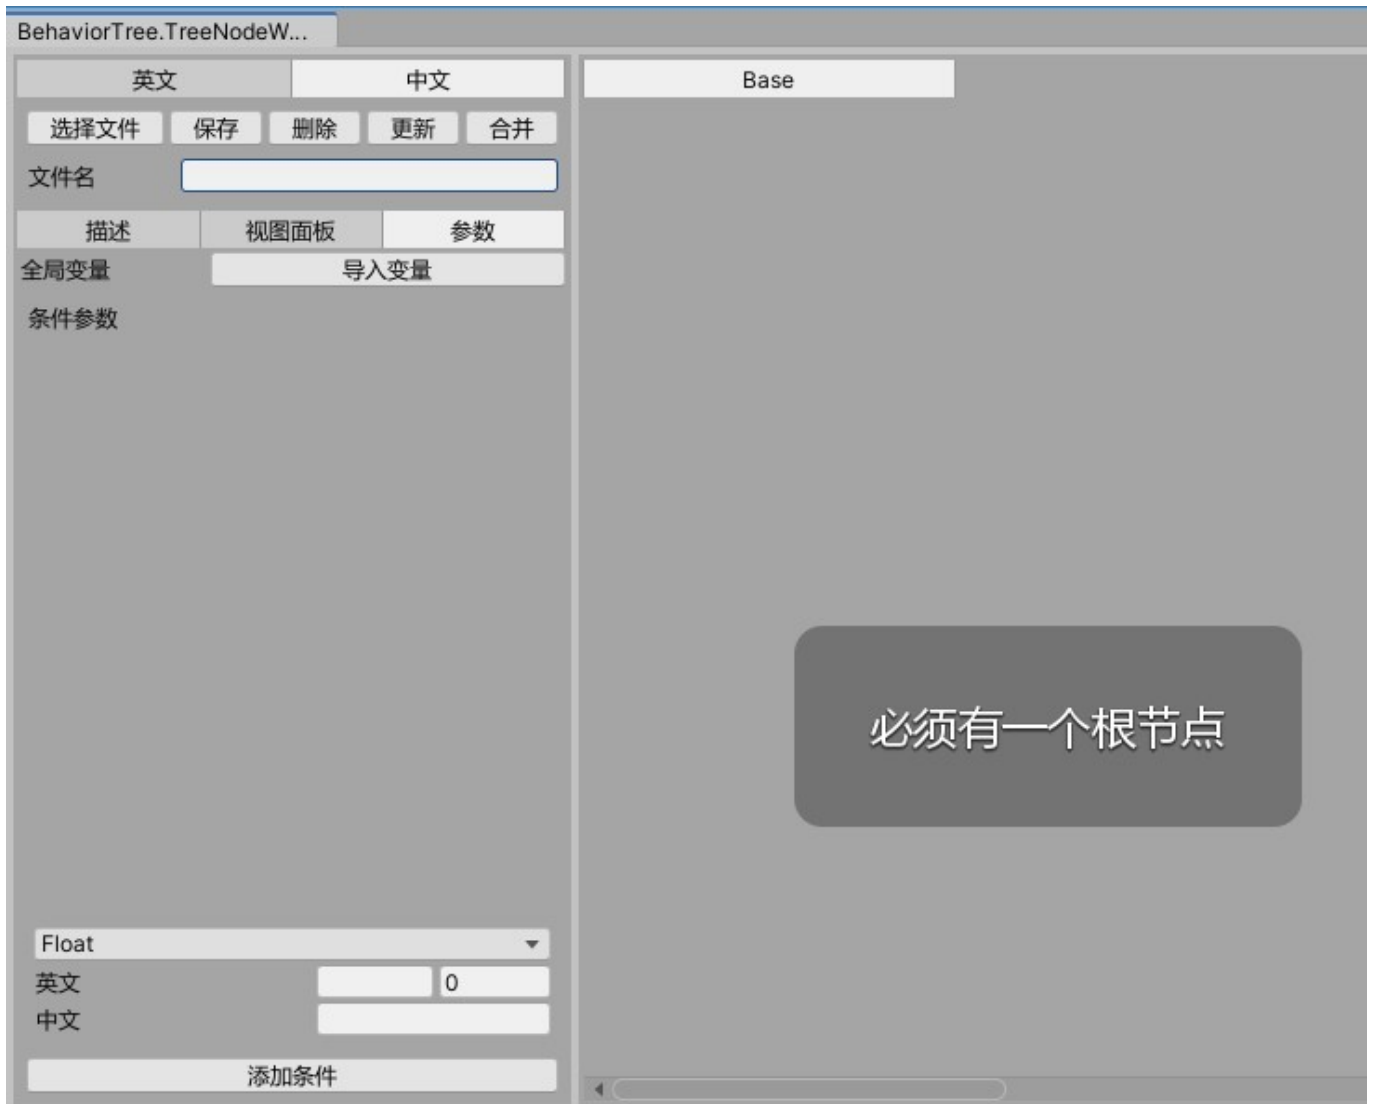 BehaviorTree.TreeNodeW...
英文 中文
选择文件 保存 删除 更新 合并
文件名
描述 视图面板 参数
全局变量 导入变量
条件参数
Float
英文 0
中文
添加条件
Base
必须有一个根节点